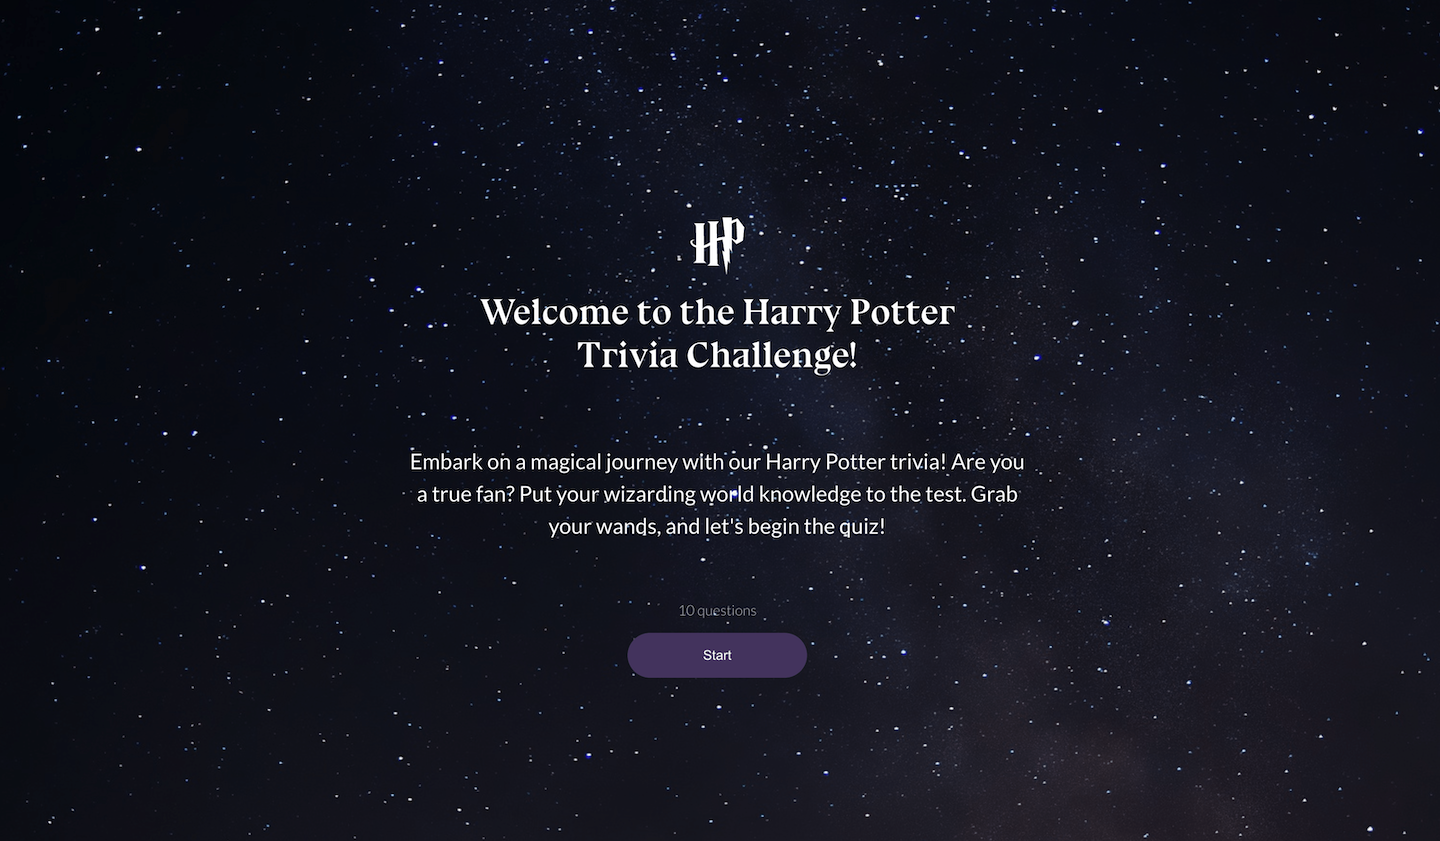 HP
Welcome to the Harry Potter
Trivia Challenge!
Embark on a magical journey with our Harry Potter trivia! Are you
a true fan? Put your wizarding world knowledge to the test. Grab
your wands, and let's begin the quiz!
10 questions
Start